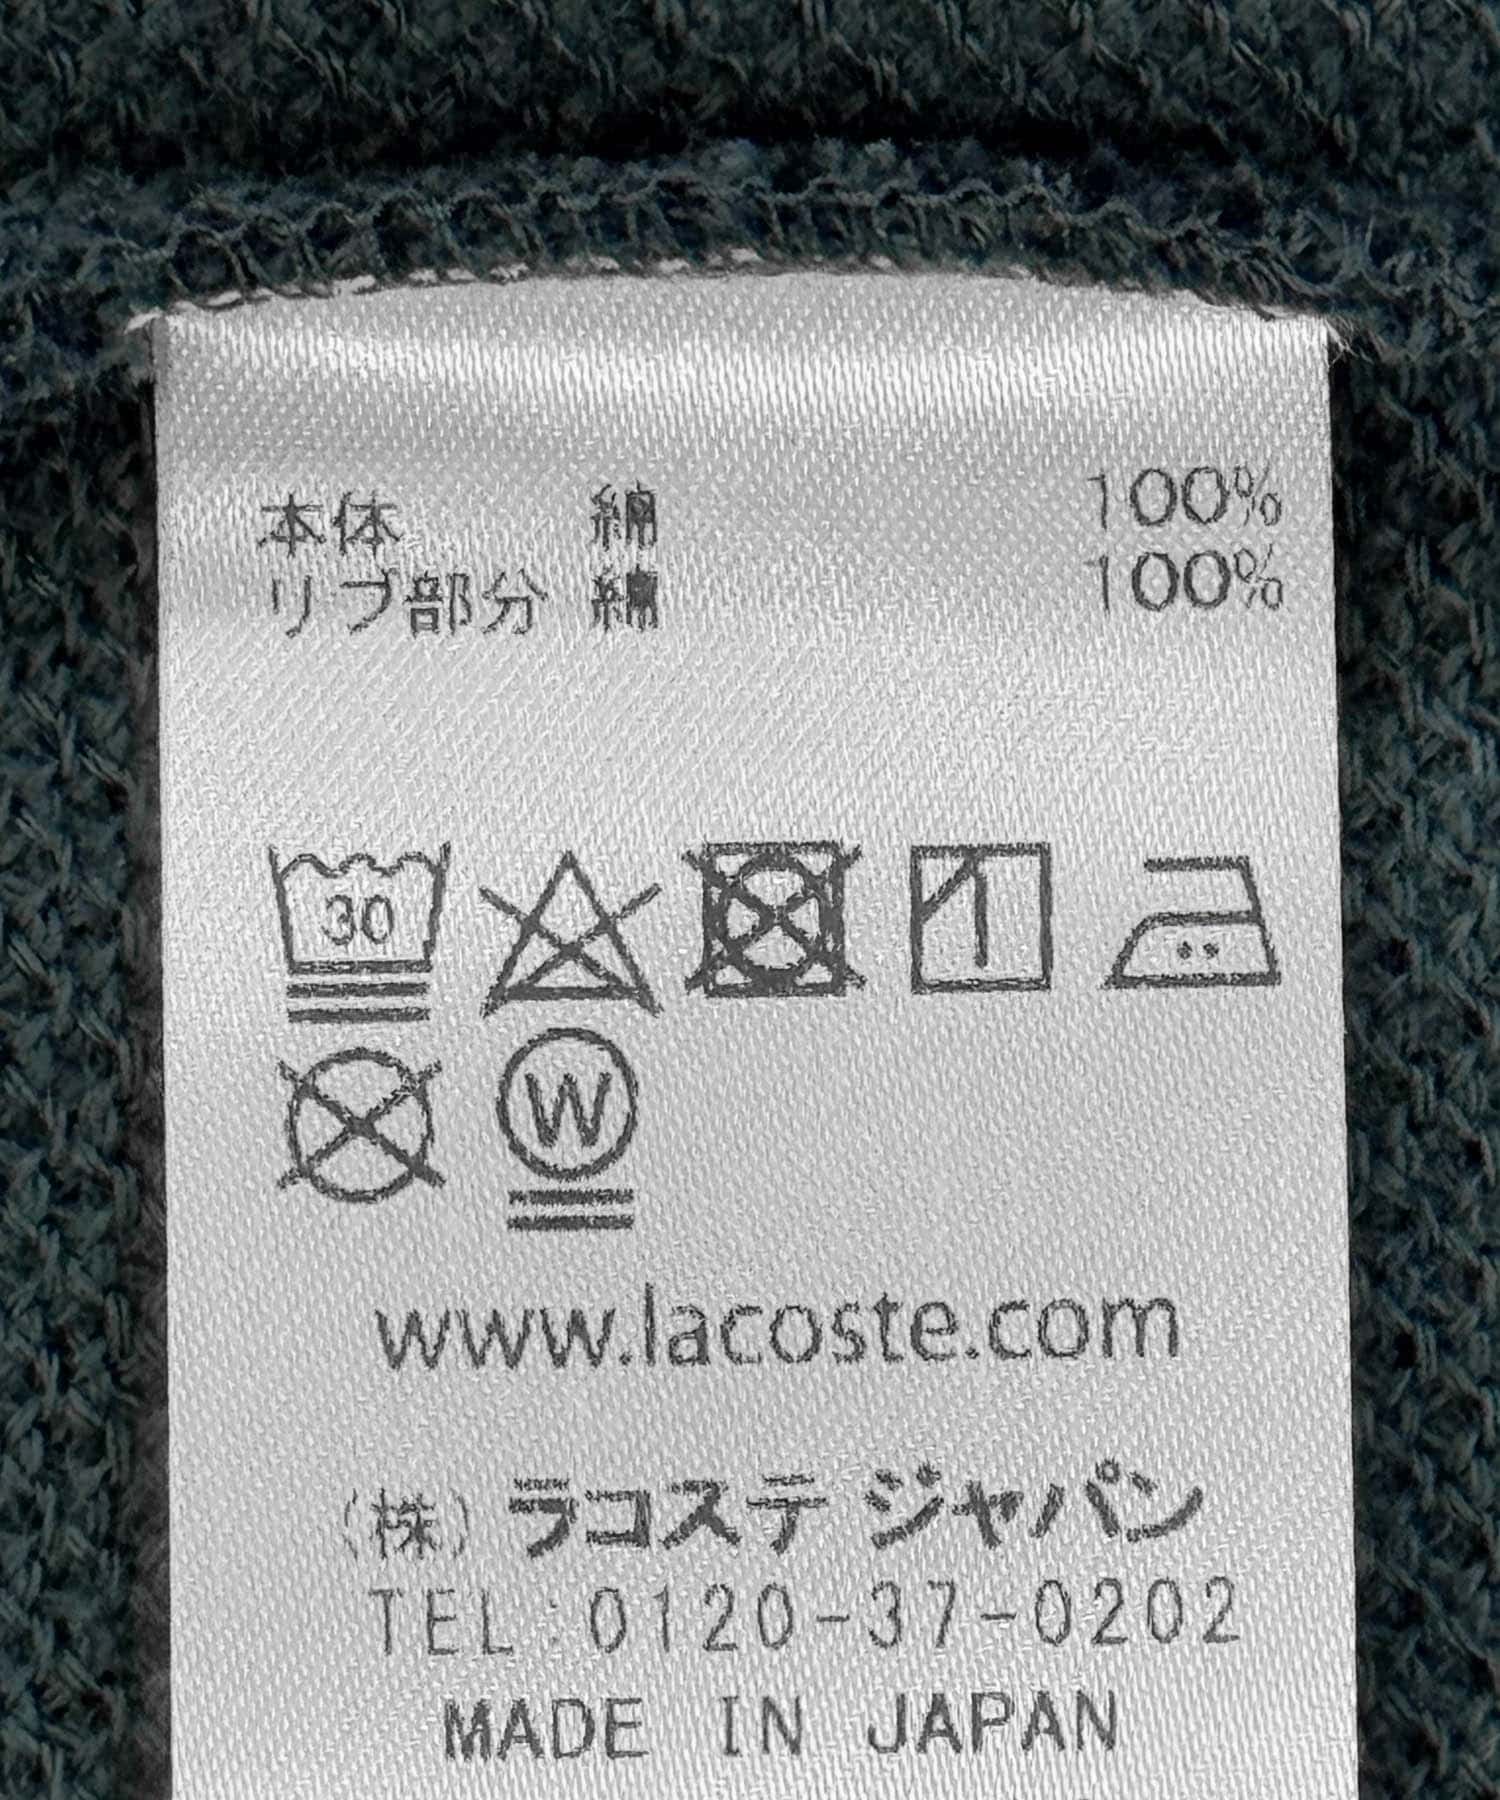 本体 綿 100%
リブ部分 綿 100%
30
W
www.lacoste.com
(株) ラコステ ジャパン
TEL:0120-37-0202
MADE IN JAPAN